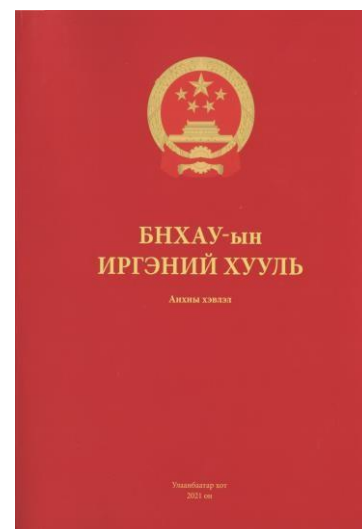 БНХАУ-ын
ИРГЭНИЙ ХУУЛЬ
Анхны хэвлэл
Улаанбаатар хот
2021 он